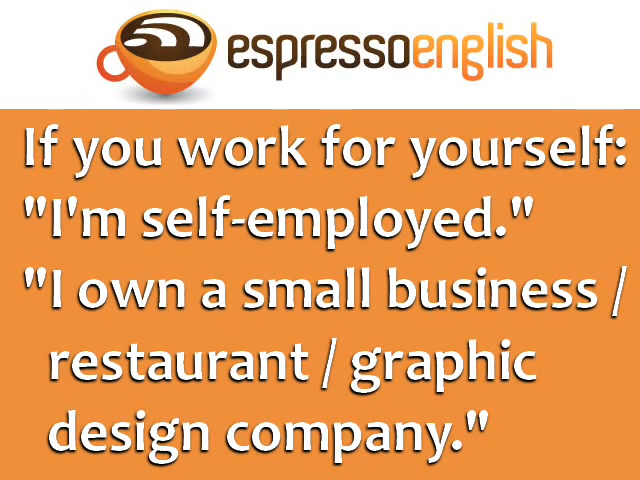 espressoenglish
If you work for yourself:
"I'm self-employed."
"I own a small business /
restaurant / graphic
design company."